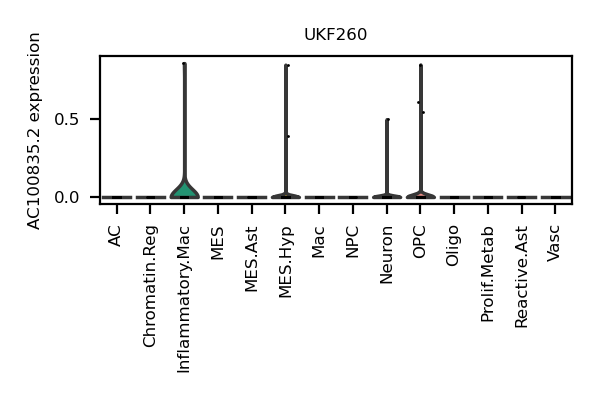 UKF260
AC100835.2 expression
0.5
0.0
AC
Chromatin.Reg
Inflammatory.Mac
MES
MES.Ast
MES.Hyp
Mac
NPC
Neuron
OPC
Oligo
Prolif.Metab
Reactive.Ast
Vasc